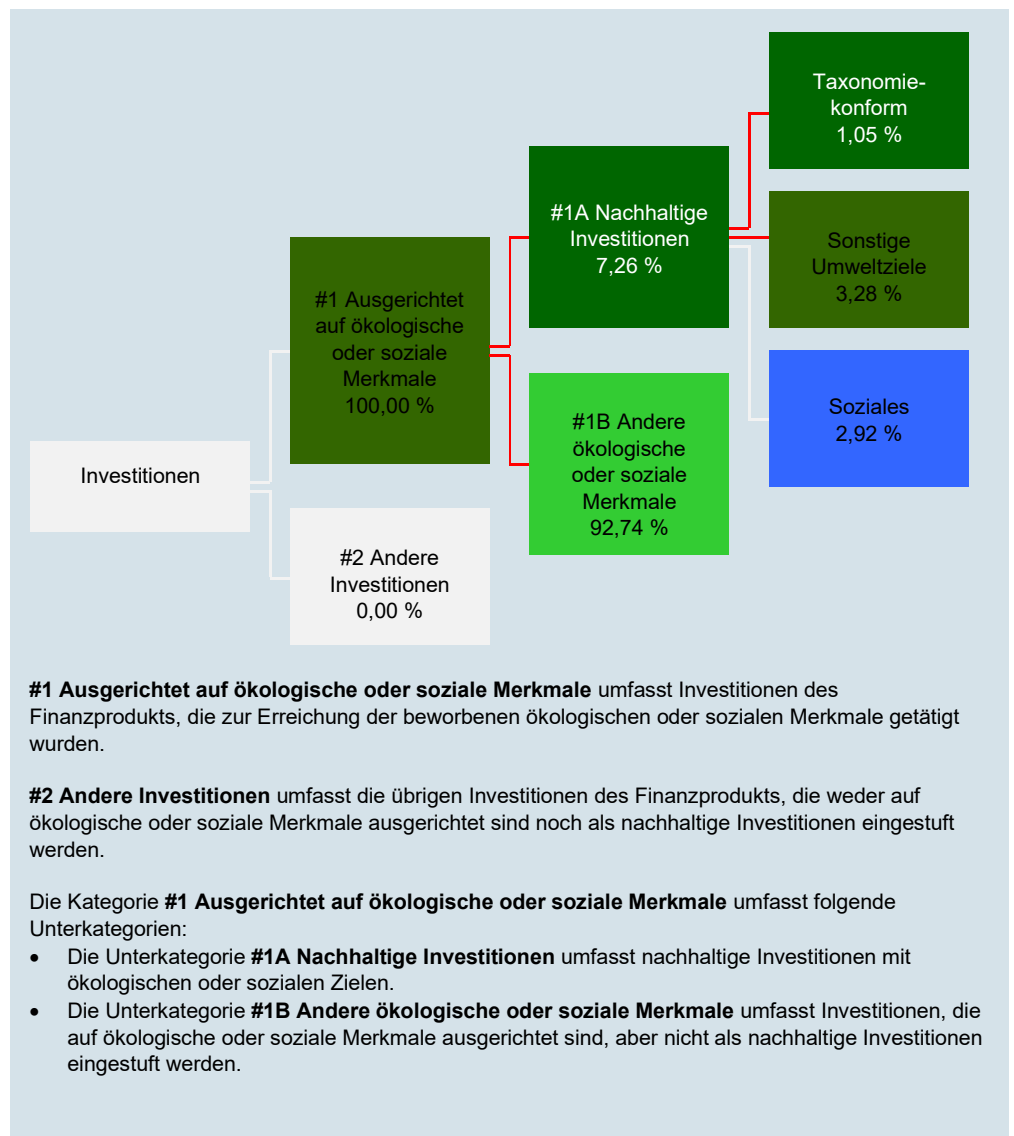 Investitionen
#1 Ausgerichtet
auf ökologische
oder soziale
Merkmale
100,00 %
#2 Andere
Investitionen
0,00 %
#1A Nachhaltige
Investitionen
7,26 %
#1B Andere
ökologische
oder soziale
Merkmale
92,74 %
Taxonomie-
konform
1,05 %
Sonstige
Umweltziele
3,28 %
Soziales
2,92 %
#1 Ausgerichtet auf ökologische oder soziale Merkmale umfasst Investitionen des
Finanzprodukts, die zur Erreichung der beworbenen ökologischen oder sozialen Merkmale getätigt
wurden.
#2 Andere Investitionen umfasst die übrigen Investitionen des Finanzprodukts, die weder auf
ökologische oder soziale Merkmale ausgerichtet sind noch als nachhaltige Investitionen eingestuft
werden.
Die Kategorie #1 Ausgerichtet auf ökologische oder soziale Merkmale umfasst folgende
Unterkategorien:
• Die Unterkategorie #1A Nachhaltige Investitionen umfasst nachhaltige Investitionen mit
ökologischen oder sozialen Zielen.
• Die Unterkategorie #1B Andere ökologische oder soziale Merkmale umfasst Investitionen, die
auf ökologische oder soziale Merkmale ausgerichtet sind, aber nicht als nachhaltige Investitionen
eingestuft werden.